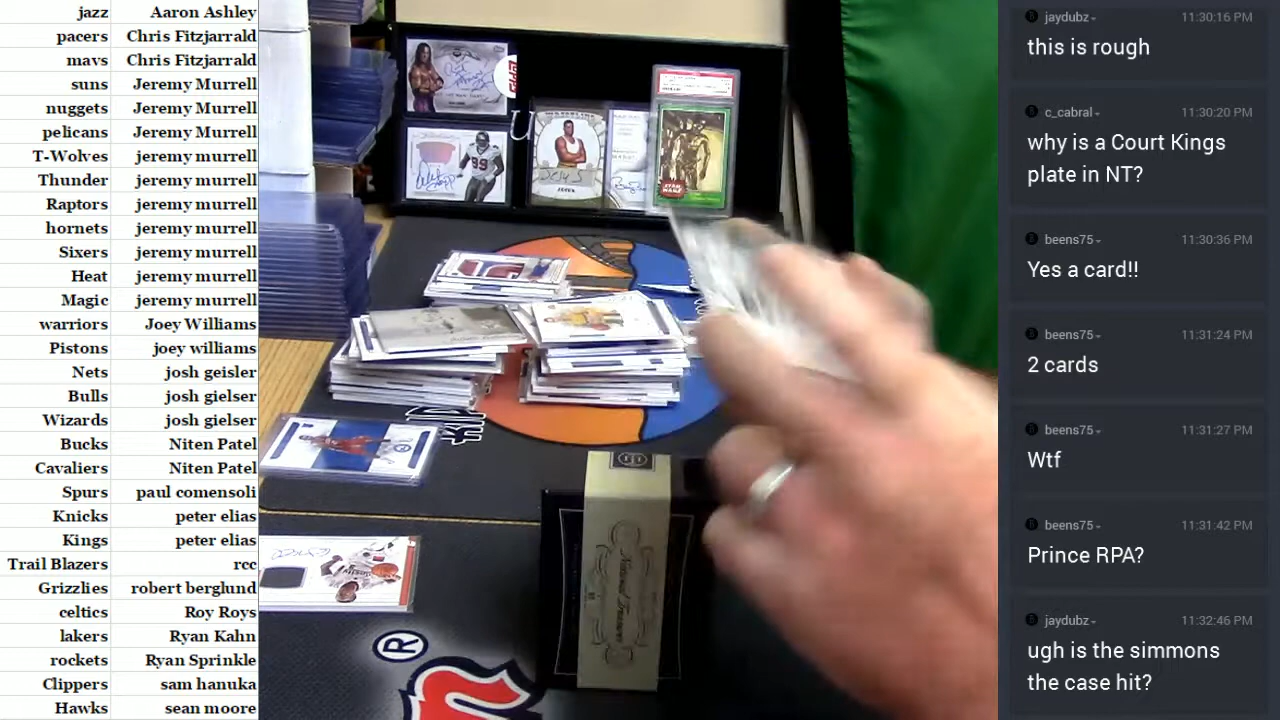 jazz Aaron Ashley
pacers Chris Fitzjarrald
mavs Chris Fitzjarrald
suns Jeremy Murrell
nuggets Jeremy Murrell
pelicans Jeremy Murrell
T-Wolves jeremy murrell
Thunder jeremy murrell
Raptors jeremy murrell
hornets jeremy murrell
Sixers jeremy murrell
Heat jeremy murrell
Magic jeremy murrell
warriors Joey Williams
Pistons joey williams
Nets josh geisler
Bulls josh gielser
Wizards josh gielser
Bucks Niten Patel
Cavaliers Niten Patel
Spurs paul comensoli
Knicks peter elias
Kings peter elias
Trail Blazers rcc
Grizzlies robert berglund
celtics Roy Roys
lakers Ryan Kahn
rockets Ryan Sprinkle
Clippers sam hanuka
Hawks sean moore
STAR
WARS
99
National Treasures
®
jaydubz 11:30:16 PM
this is rough
c_cabral 11:30:20 PM
why is a Court Kings
plate in NT?
beens75 11:30:36 PM
Yes a card!!
beens75 11:31:24 PM
2 cards
beens75 11:31:27 PM
Wtf
beens75 11:31:42 PM
Prince RPA?
jaydubz 11:32:46 PM
ugh is the simmons
the case hit?